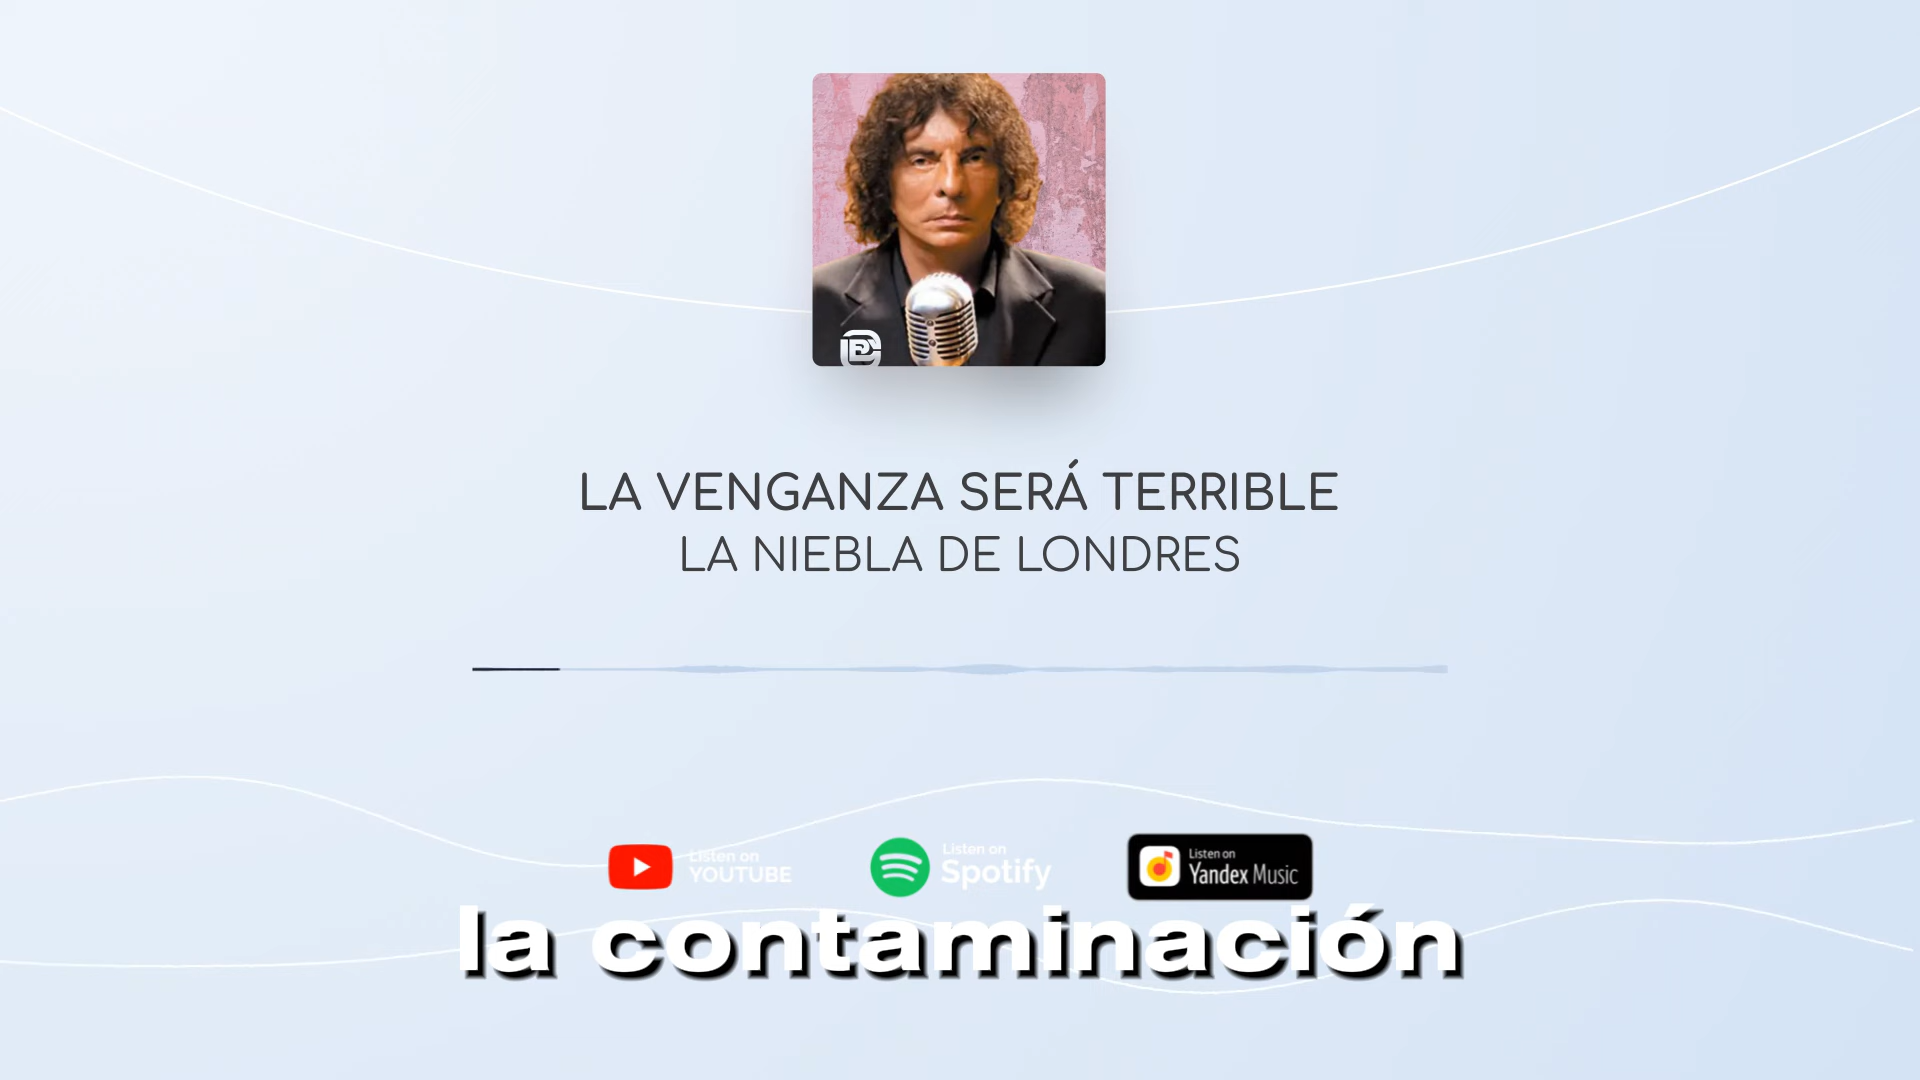 LA VENGANZA SERÁ TERRIBLE
LA NIEBLA DE LONDRES
Listen on
YOUTUBE
Listen on
Spotify
Listen on
Yandex Music
la contaminación